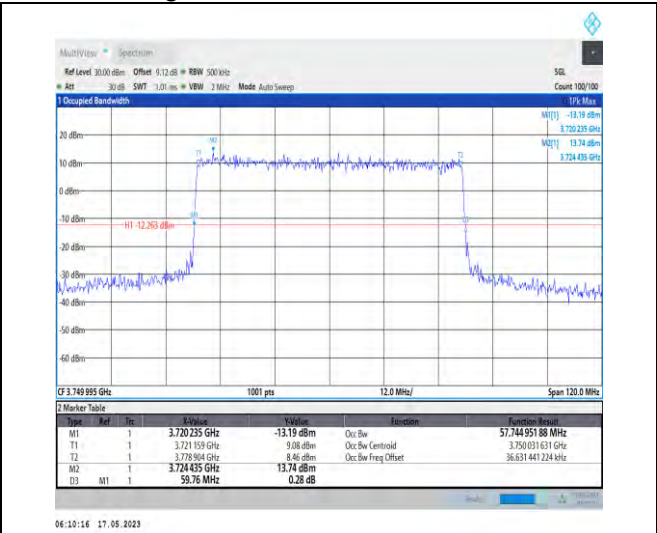 MultiView Spectrum
Ref Level 30.00 dBm Offset 9.12 dB RBW 500 kHz SGL
Att 30 dB SWT 1.01 ms VBW 2 MHz Mode Auto Sweep Count 100/100
1 Occupied Bandwidth 1Pk Max
M1[1] -13.19 dBm
3.720 235 GHz
M2[1] 13.74 dBm
3.724 435 GHz
20 dBm
M2
T1 T2
10 dBm
0 dBm
-10 dBm
M1 D3
H1 -12.263 dBm
-20 dBm
-30 dBm
-40 dBm
-50 dBm
-60 dBm
CF 3.749 995 GHz 1001 pts 12.0 MHz/ Span 120.0 MHz
2 Marker Table
Type Ref Trc X-Value Y-Value Function Function Result
M1 1 3.720 235 GHz -13.19 dBm Occ Bw 57.744 951 88 MHz
T1 1 3.721 159 GHz 9.08 dBm Occ Bw Centroid 3.750 031 631 GHz
T2 1 3.778 904 GHz 8.46 dBm Occ Bw Freq Offset 36.631 441 224 kHz
M2 1 3.724 435 GHz 13.74 dBm
D3 M1 1 59.76 MHz 0.28 dB
06:10:16 17.05.2023